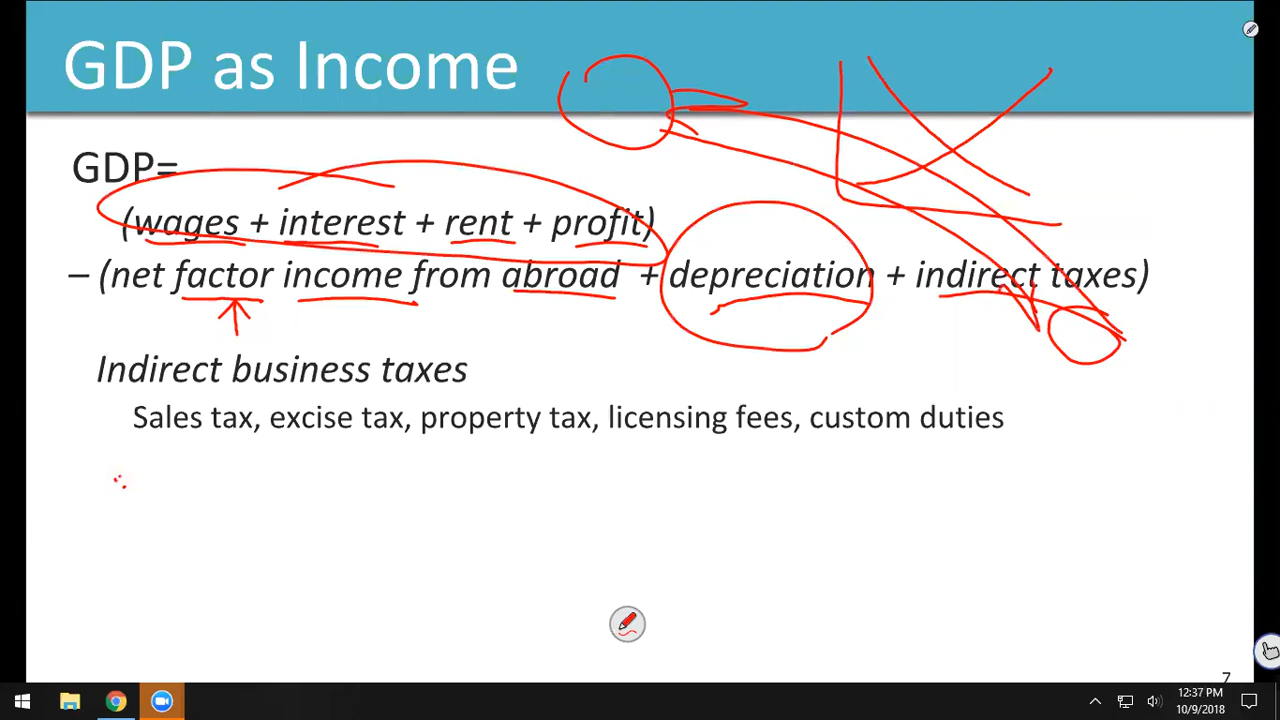 GDP as Income
GDP=
(wages + interest + rent + profit)
– (net factor income from abroad + depreciation + indirect taxes)
Indirect business taxes
Sales tax, excise tax, property tax, licensing fees, custom duties
7
12:37 PM
10/9/2018